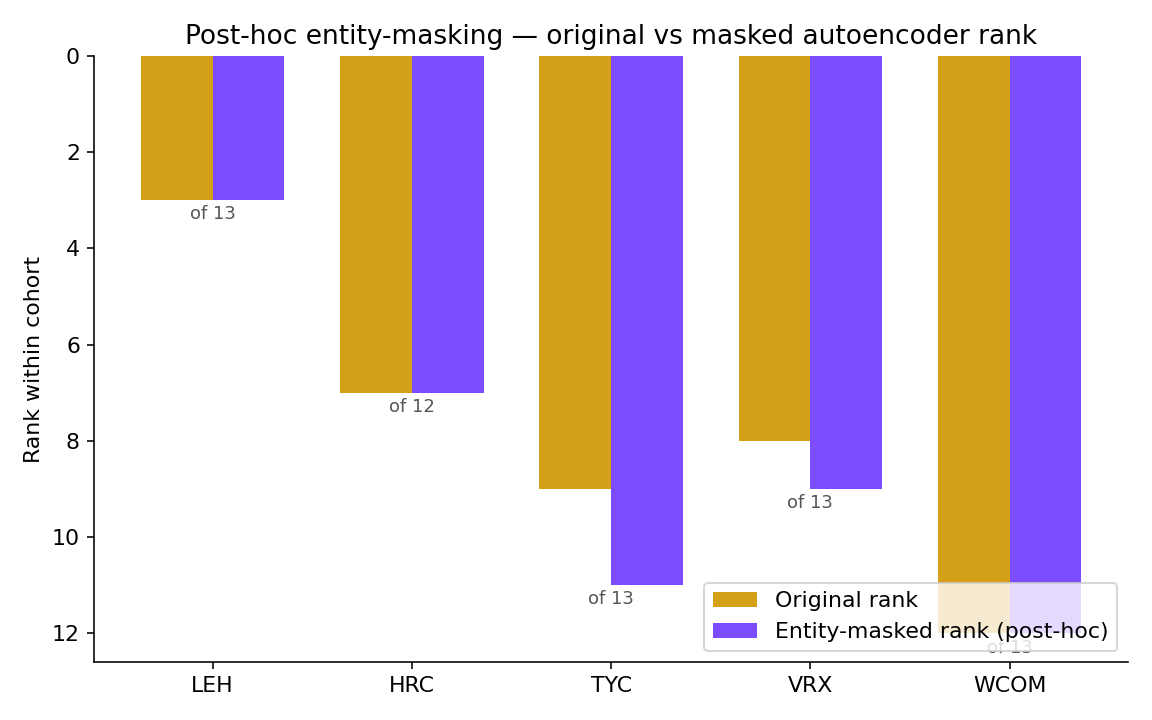 Post-hoc entity-masking — original vs masked autoencoder rank
Rank within cohort
0
2
4
6
8
10
12
of 13
of 12
of 13
of 13
of 13
Original rank
Entity-masked rank (post-hoc)
LEH
HRC
TYC
VRX
WCOM